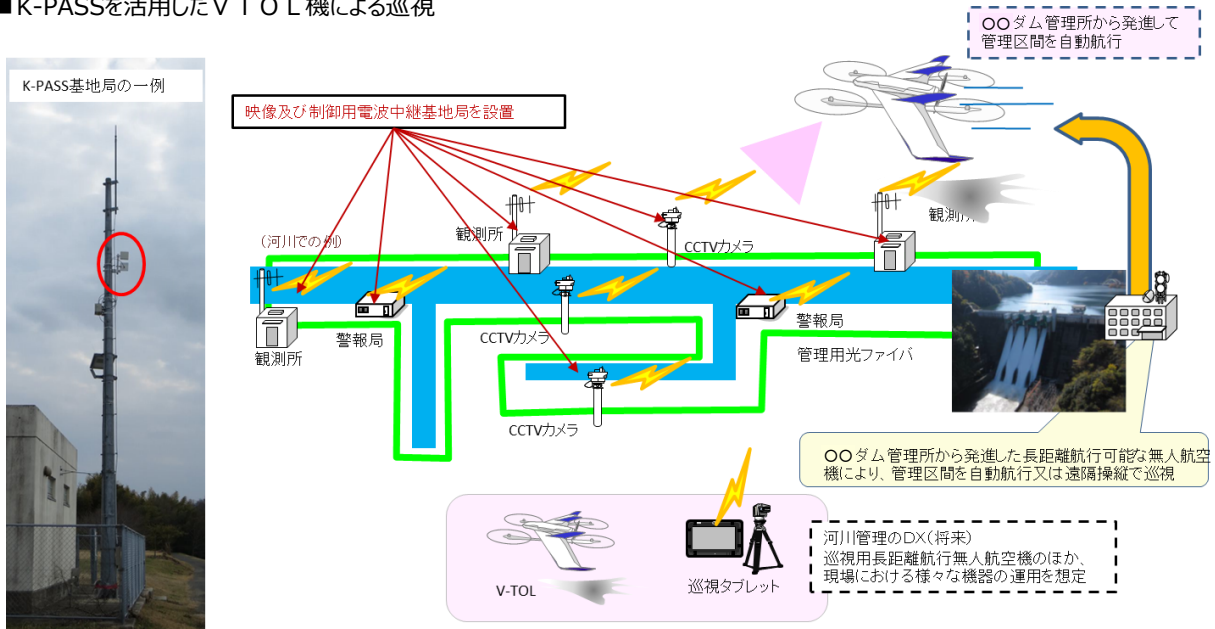 ■K-PASSを活用したVTOL機による巡視
〇〇ダム管理所から発進して
管理区間を自動航行
K-PASS基地局の一例
映像及び制御用電波中継基地局を設置
観測所
観測
(河川での例)
CCTVカメラ
警報局
観測所
警報局
CCTVカメラ
管理用光ファイバ
CCTVカメラ
〇〇ダム管理所から発進した長距離航行可能な無人航空
機により、管理区間を自動航行又は遠隔操縦で巡視
V-TOL
巡視タブレット
河川管理のDX(将来)
巡視用長距離航行無人航空機のほか、
現場における様々な機器の運用を想定